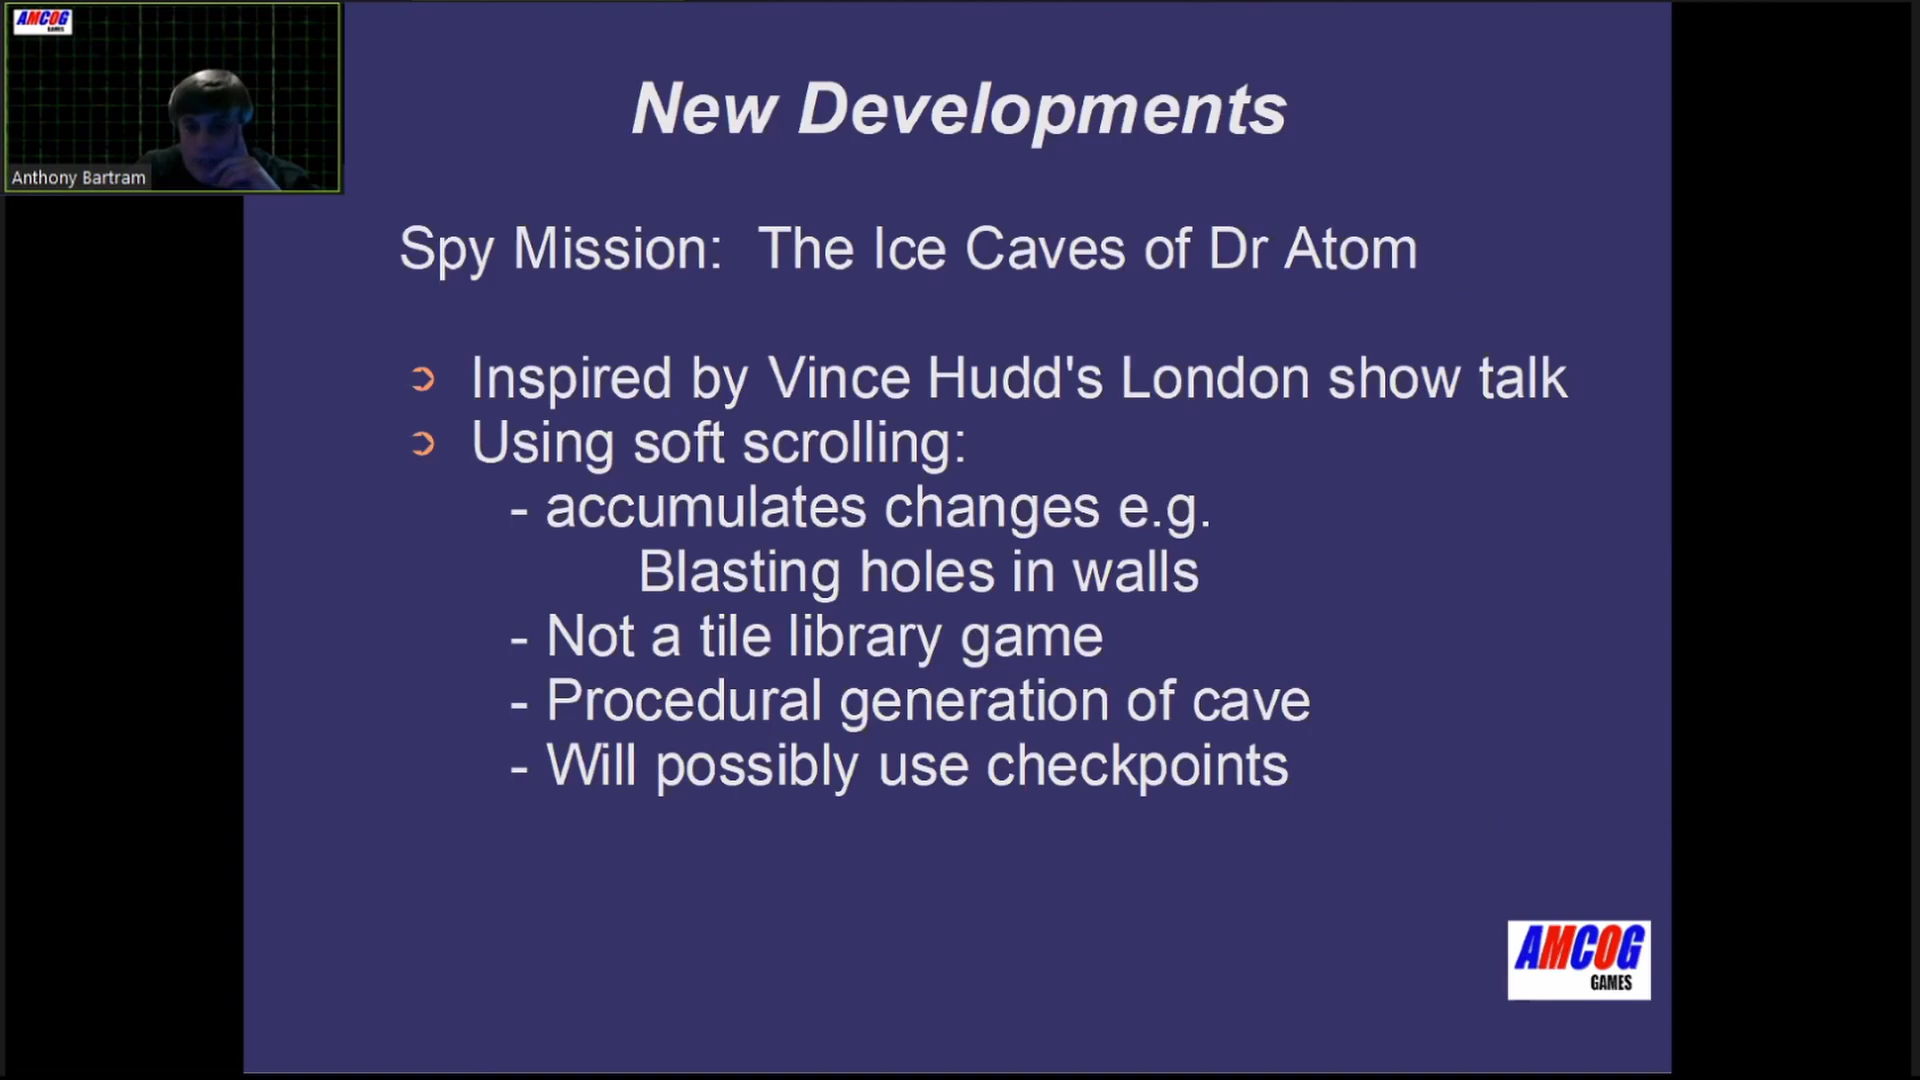 AMCOG
GAMES
Anthony Bartram
New Developments
Spy Mission: The Ice Caves of Dr Atom
➲ Inspired by Vince Hudd's London show talk
➲ Using soft scrolling:
- accumulates changes e.g.
Blasting holes in walls
- Not a tile library game
- Procedural generation of cave
- Will possibly use checkpoints
AMCOG
GAMES